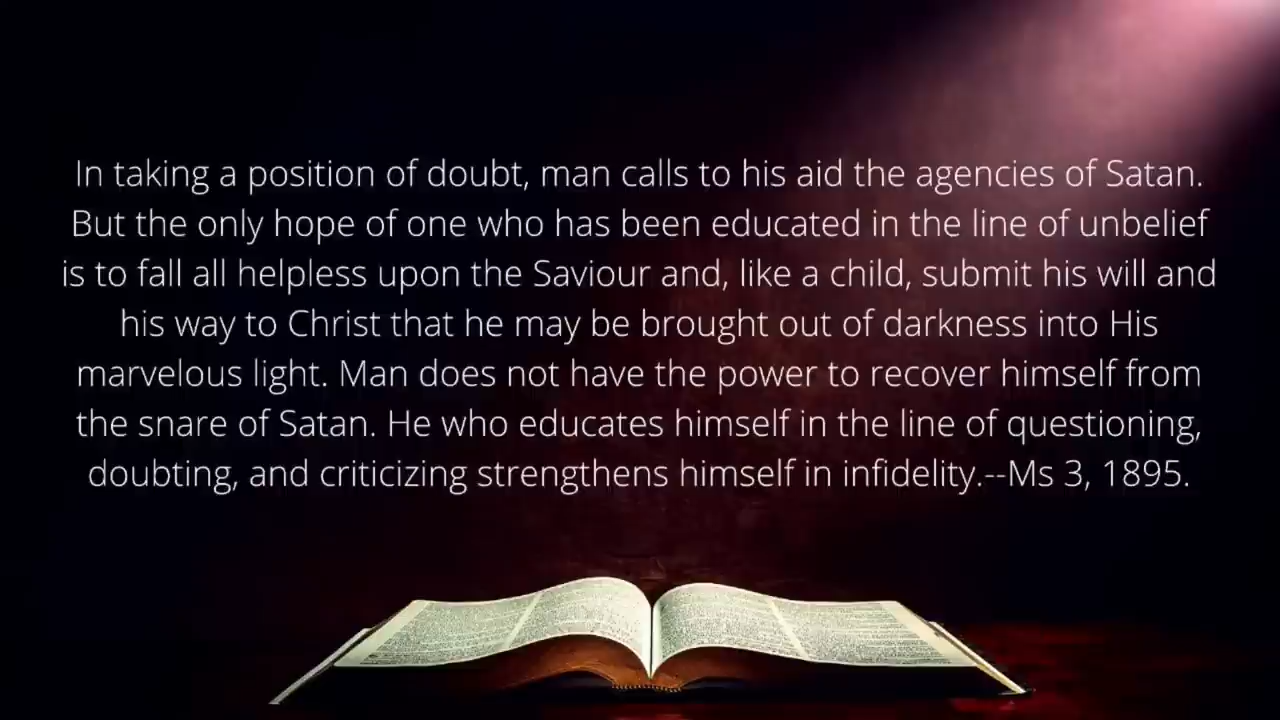 In taking a position of doubt, man calls to his aid the agencies of Satan.
But the only hope of one who has been educated in the line of unbelief
is to fall all helpless upon the Saviour and, like a child, submit his will and
his way to Christ that he may be brought out of darkness into His
marvelous light. Man does not have the power to recover himself from
the snare of Satan. He who educates himself in the line of questioning,
doubting, and criticizing strengthens himself in infidelity.--Ms 3, 1895.